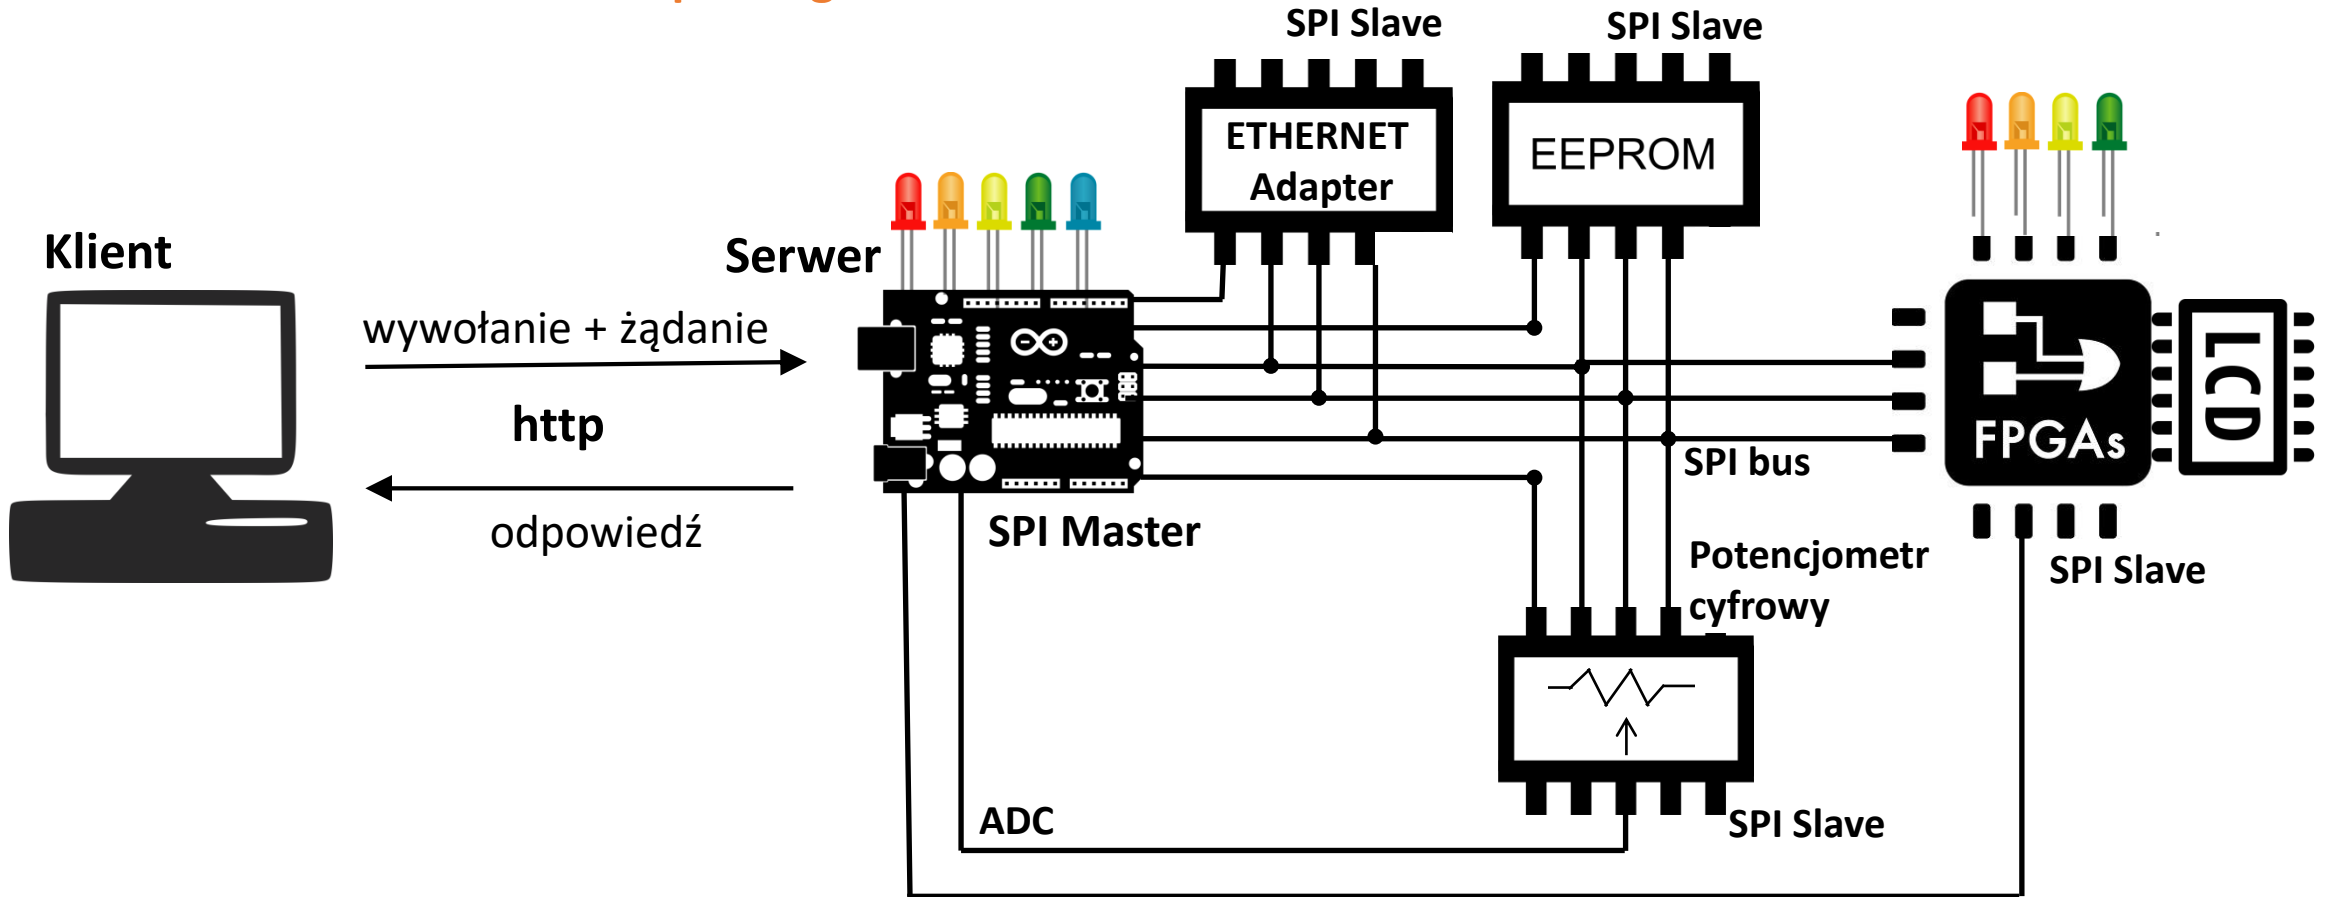 SPI Slave
SPI Slave
ETHERNET
Adapter
EEPROM
Klient
Serwer
wywołanie + żądanie
http
odpowiedź
SPI Master
SPI bus
FPGAs
LCD
Potencjometr
cyfrowy
SPI Slave
ADC
SPI Slave